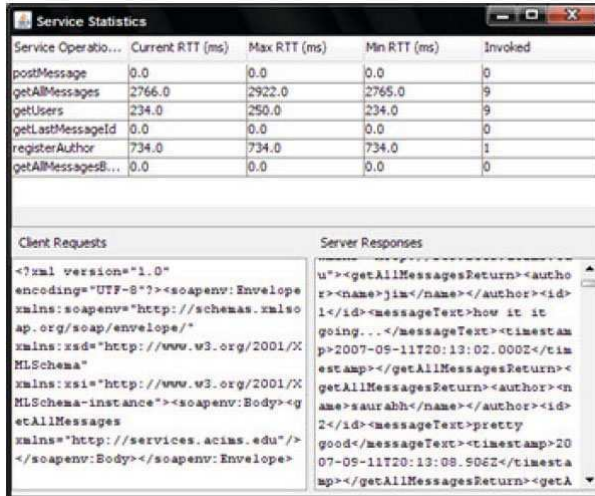 Service Statistics
Service Operatio... Current RTT (ms) Max RTT (ms) Min RTT (ms) Invoked
postMessage 0.0 0.0 0.0 0
getAllMessages 2766.0 2922.0 2765.0 9
getUsers 234.0 250.0 234.0 9
getLastMessageId 0.0 0.0 0.0 0
registerAuthor 734.0 734.0 734.0 1
getAllMessagesB... 0.0 0.0 0.0 0
Client Requests
<?xml version="1.0"
encoding="UTF-8"?><soapenv:Envelope
xmlns:soapenv="http://schemas.xmlso
ap.org/soap/envelope/"
xmlns:xsd="http://www.w3.org/2001/X
MLSchema"
xmlns:xsi="http://www.w3.org/2001/X
MLSchema-instance"><soapenv:Body><g
etAllMessages
xmlns="http://services.acims.edu"/>
</soapenv:Body></soapenv:Envelope>
Server Responses
u"><getAllMessagesReturn><autho
r><name>jim</name></author><id>
1</id><messageText>how it it
going...</messageText><timestam
p>2007-09-11T20:13:02.000Z</tim
estamp></getAllMessagesReturn><
getAllMessagesReturn><author><n
ame>saurabh</name></author><id>
2</id><messageText>pretty
good</messageText><timestamp>20
07-09-11T20:13:08.906Z</timesta
mp></getAllMessagesReturn><getA